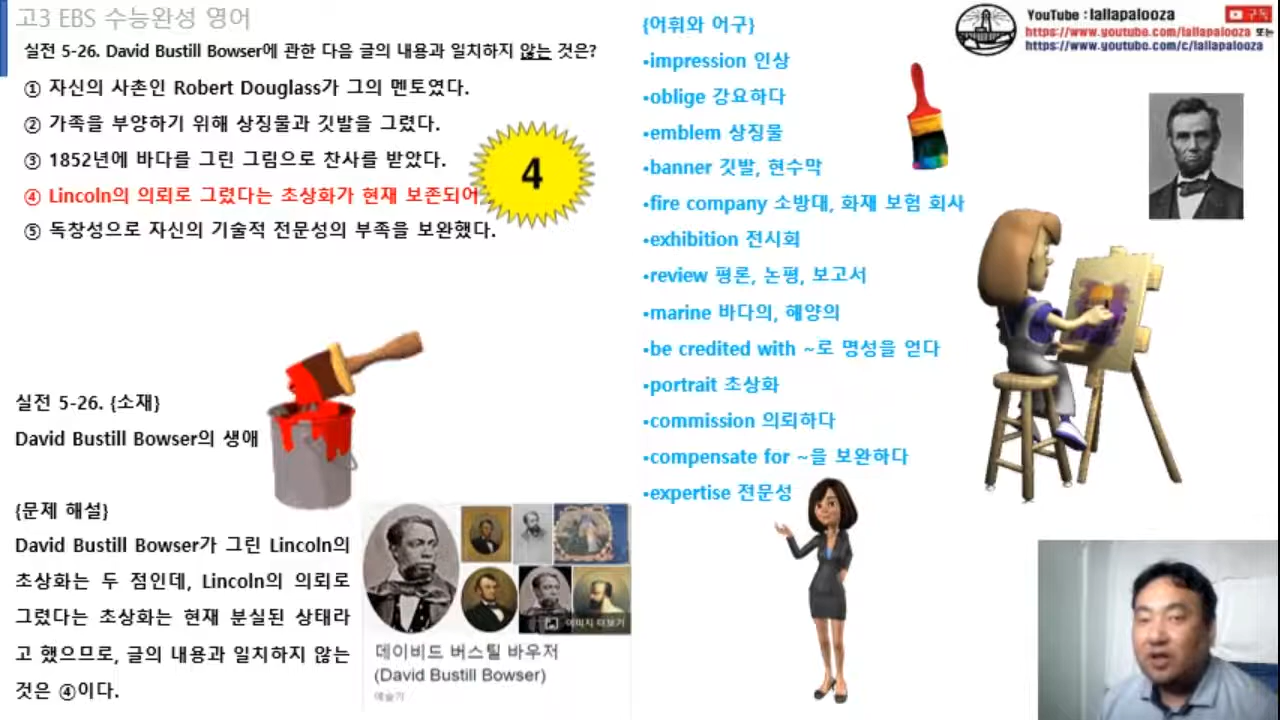 고3 EBS 수능완성 영어
실전 5-26. David Bustill Bowser에 관한 다음 글의 내용과 일치하지 않는 것은?
① 자신의 사촌인 Robert Douglass가 그의 멘토였다.
② 가족을 부양하기 위해 상징물과 깃발을 그렸다.
③ 1852년에 바다를 그린 그림으로 찬사를 받았다.
④ Lincoln의 의뢰로 그렸다는 초상화가 현재 보존되어
⑤ 독창성으로 자신의 기술적 전문성의 부족을 보완했다.
4
실전 5-26. {소재}
David Bustill Bowser의 생애
{문제 해설}
David Bustill Bowser가 그린 Lincoln의
초상화는 두 점인데, Lincoln의 의뢰로
그렸다는 초상화는 현재 분실된 상태라
고 했으므로, 글의 내용과 일치하지 않는
것은 ④이다.
이미지 더보기
데이비드 버스틸 바우저
(David Bustill Bowser)
예술가
{어휘와 어구}
•impression 인상
•oblige 강요하다
•emblem 상징물
•banner 깃발, 현수막
•fire company 소방대, 화재 보험 회사
•exhibition 전시회
•review 평론, 논평, 보고서
•marine 바다의, 해양의
•be credited with ~로 명성을 얻다
•portrait 초상화
•commission 의뢰하다
•compensate for ~을 보완하다
•expertise 전문성
YouTube : lallapalooza
구독
https://www.youtube.com/lallapalooza 또는
https://www.youtube.com/c/lallapalooza